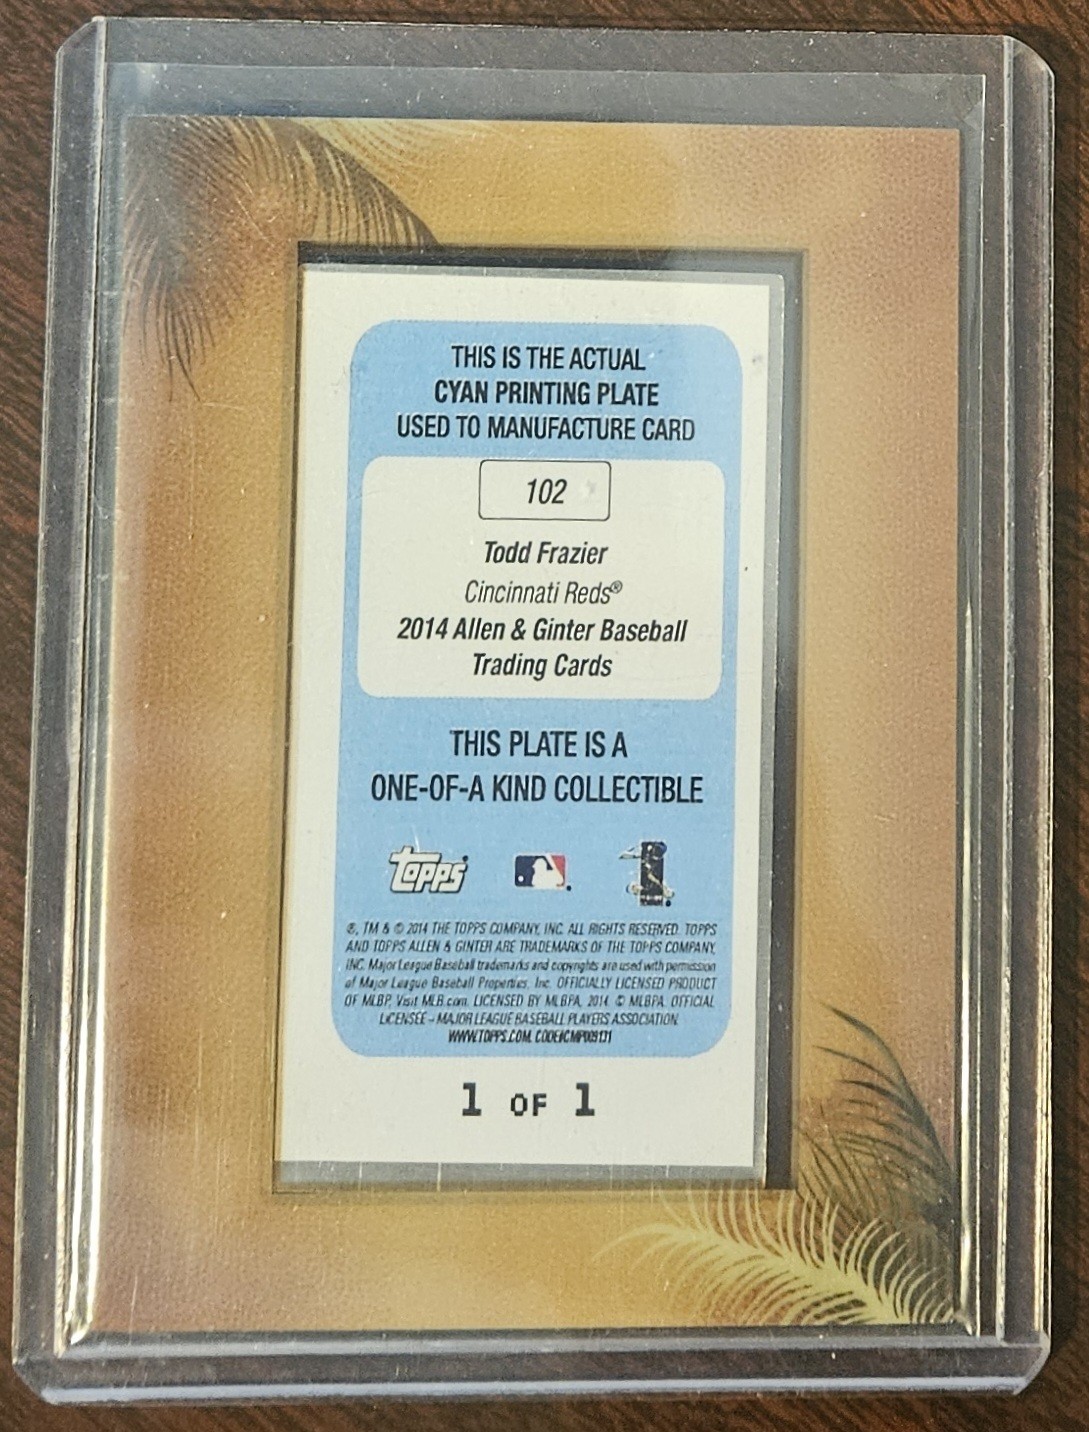 THIS IS THE ACTUAL
CYAN PRINTING PLATE
USED TO MANUFACTURE CARD
102
Todd Frazier
Cincinnati Reds®
2014 Allen & Ginter Baseball
Trading Cards
THIS PLATE IS A
ONE-OF-A KIND COLLECTIBLE
TOPPS
®, TM & © 2014 THE TOPPS COMPANY, INC. ALL RIGHTS RESERVED. TOPPS
AND TOPPS ALLEN & GINTER ARE TRADEMARKS OF THE TOPPS COMPANY,
INC. Major League Baseball trademarks and copyrights are used with permission
of Major League Baseball Properties, Inc. OFFICIALLY LICENSED PRODUCT
OF MLBP. Visit MLB.com. LICENSED BY MLBPA, 2014 © MLBPA. OFFICIAL
LICENSEE – MAJOR LEAGUE BASEBALL PLAYERS ASSOCIATION.
WWW.TOPPS.COM.
1 OF 1